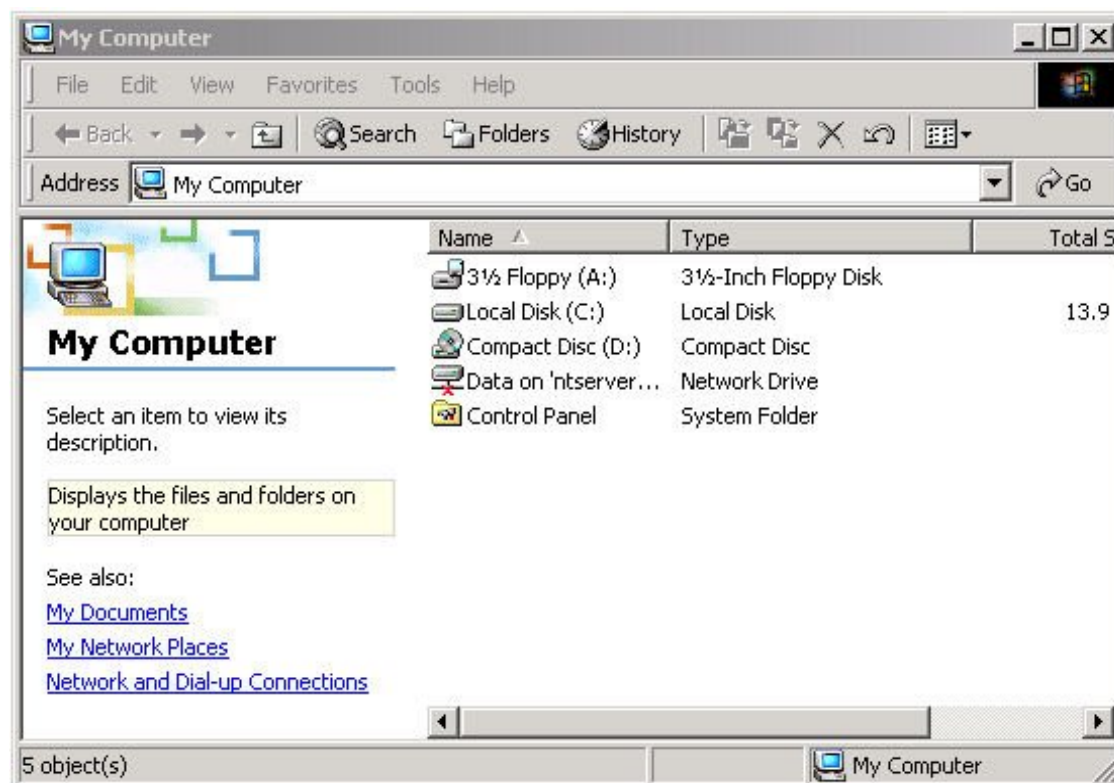 My Computer
File Edit View Favorites Tools Help
Back Search Folders History
Address My Computer Go
My Computer
Select an item to view its
description.
Displays the files and folders on
your computer
See also:
My Documents
My Network Places
Network and Dial-up Connections
Name Type Total S
3½ Floppy (A:) 3½-Inch Floppy Disk
Local Disk (C:) Local Disk 13.9
Compact Disc (D:) Compact Disc
Data on 'ntserver... Network Drive
Control Panel System Folder
5 object(s) My Computer